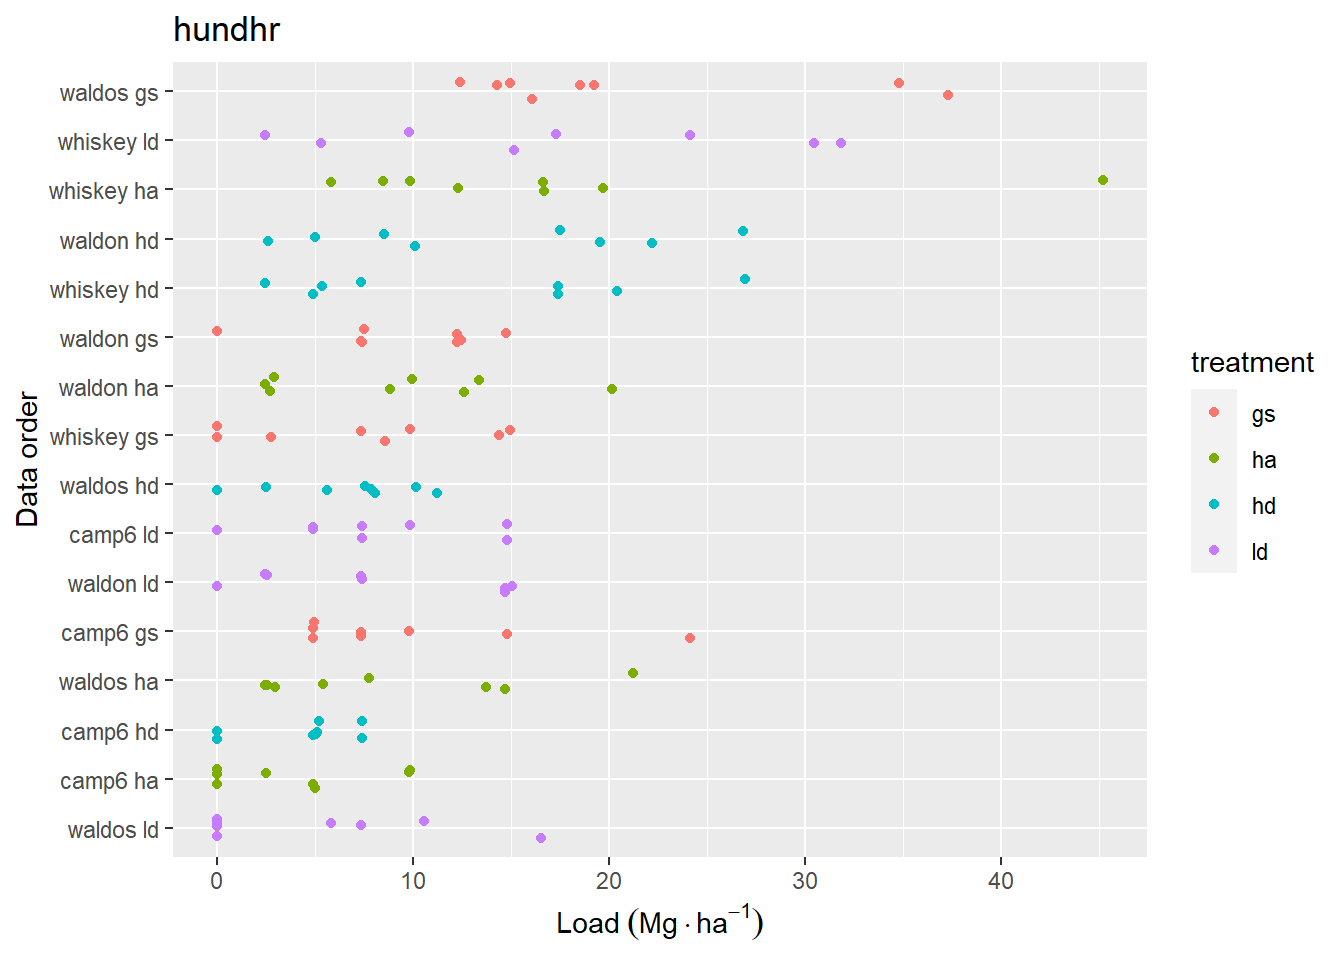 hundhr
waldos gs
whiskey ld
whiskey ha
waldon hd
whiskey hd
waldon gs
waldon ha
whiskey gs
waldos hd
camp6 ld
waldon ld
camp6 gs
waldos ha
camp6 hd
camp6 ha
waldos ld
Data order
0 10 20 30 40
Load (Mg · ha⁻¹)
treatment
gs
ha
hd
ld